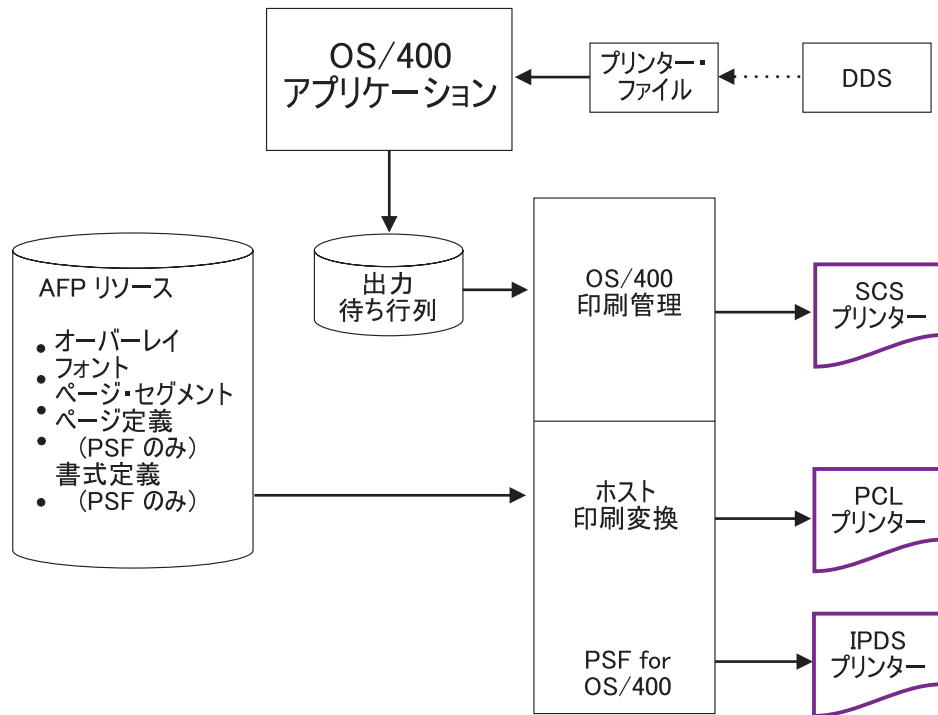 OS/400
アプリケーション
プリンター・
ファイル
DDS
AFP リソース
• オーバーレイ
• フォント
• ページ・セグメント
• ページ定義
(PSF のみ)
• 書式定義
(PSF のみ)
出力
待ち行列
OS/400
印刷管理
SCS
プリンター
ホスト
印刷変換
PCL
プリンター
PSF for
OS/400
IPDS
プリンター